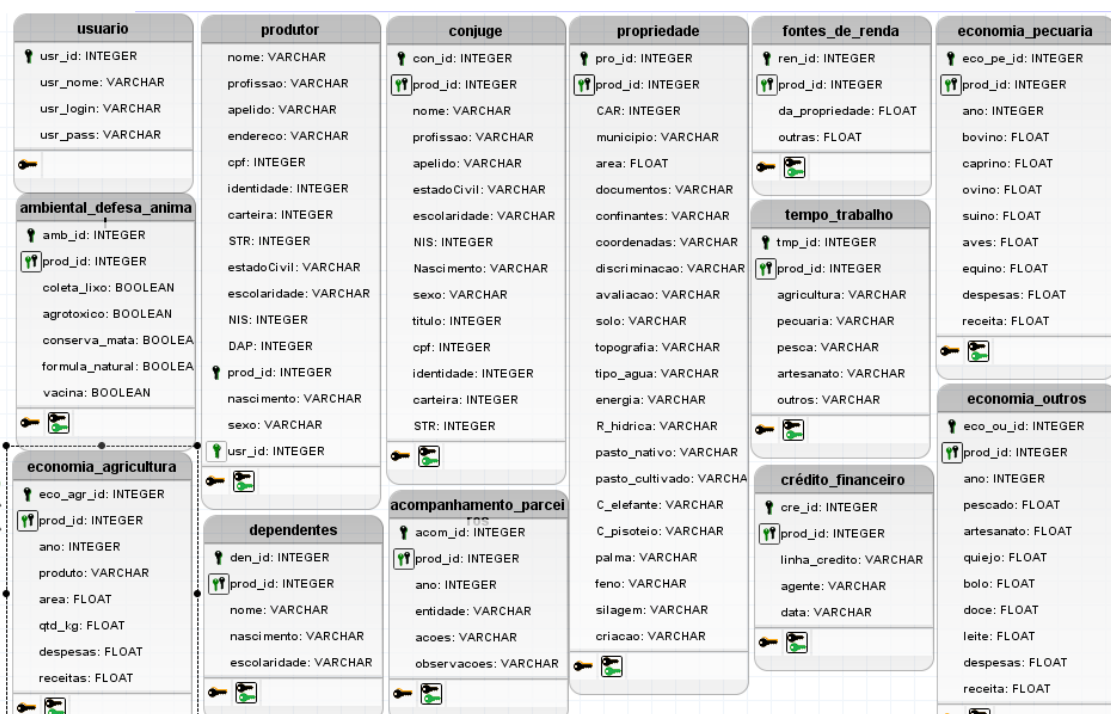 usuario
usr_id: INTEGER
usr_nome: VARCHAR
usr_login: VARCHAR
usr_pass: VARCHAR
ambiental_defesa_anima
l
amb_id: INTEGER
prod_id: INTEGER
coleta_lixo: BOOLEAN
agrotoxico: BOOLEAN
conserva_mata: BOOLEA
formula_natural: BOOLEA
vacina: BOOLEAN
economia_agricultura
eco_agr_id: INTEGER
prod_id: INTEGER
ano: INTEGER
produto: VARCHAR
area: FLOAT
qtd_kg: FLOAT
despesas: FLOAT
receitas: FLOAT
produtor
nome: VARCHAR
profissao: VARCHAR
apelido: VARCHAR
endereco: VARCHAR
cpf: INTEGER
identidade: INTEGER
carteira: INTEGER
STR: INTEGER
estadoCivil: VARCHAR
escolaridade: VARCHAR
NIS: INTEGER
DAP: INTEGER
prod_id: INTEGER
nascimento: VARCHAR
sexo: VARCHAR
usr_id: INTEGER
dependentes
den_id: INTEGER
prod_id: INTEGER
nome: VARCHAR
nascimento: VARCHAR
escolaridade: VARCHAR
conjuge
con_id: INTEGER
prod_id: INTEGER
nome: VARCHAR
profissao: VARCHAR
apelido: VARCHAR
estadoCivil: VARCHAR
escolaridade: VARCHAR
NIS: INTEGER
Nascimento: VARCHAR
sexo: VARCHAR
titulo: INTEGER
cpf: INTEGER
identidade: INTEGER
carteira: INTEGER
STR: INTEGER
acompanhamento_parcei
ros
acom_id: INTEGER
prod_id: INTEGER
ano: INTEGER
entidade: VARCHAR
acoes: VARCHAR
observacoes: VARCHAR
propriedade
pro_id: INTEGER
prod_id: INTEGER
CAR: INTEGER
municipio: VARCHAR
area: FLOAT
documentos: VARCHAR
confinantes: VARCHAR
coordenadas: VARCHAR
discriminacao: VARCHAR
avaliacao: VARCHAR
solo: VARCHAR
topografia: VARCHAR
tipo_agua: VARCHAR
energia: VARCHAR
R_hidrica: VARCHAR
pasto_nativo: VARCHAR
pasto_cultivado: VARCHA
C_elefante: VARCHAR
C_pisoteio: VARCHAR
palma: VARCHAR
feno: VARCHAR
silagem: VARCHAR
criacao: VARCHAR
fontes_de_renda
ren_id: INTEGER
prod_id: INTEGER
da_propriedade: FLOAT
outras: FLOAT
tempo_trabalho
tmp_id: INTEGER
prod_id: INTEGER
agricultura: VARCHAR
pecuaria: VARCHAR
pesca: VARCHAR
artesanato: VARCHAR
outros: VARCHAR
crédito_financeiro
cre_id: INTEGER
prod_id: INTEGER
linha_credito: VARCHAR
agente: VARCHAR
data: VARCHAR
economia_pecuaria
eco_pe_id: INTEGER
prod_id: INTEGER
ano: INTEGER
bovino: FLOAT
caprino: FLOAT
ovino: FLOAT
suino: FLOAT
aves: FLOAT
equino: FLOAT
despesas: FLOAT
receita: FLOAT
economia_outros
eco_ou_id: INTEGER
prod_id: INTEGER
ano: INTEGER
pescado: FLOAT
artesanato: FLOAT
quiejo: FLOAT
bolo: FLOAT
doce: FLOAT
leite: FLOAT
despesas: FLOAT
receita: FLOAT